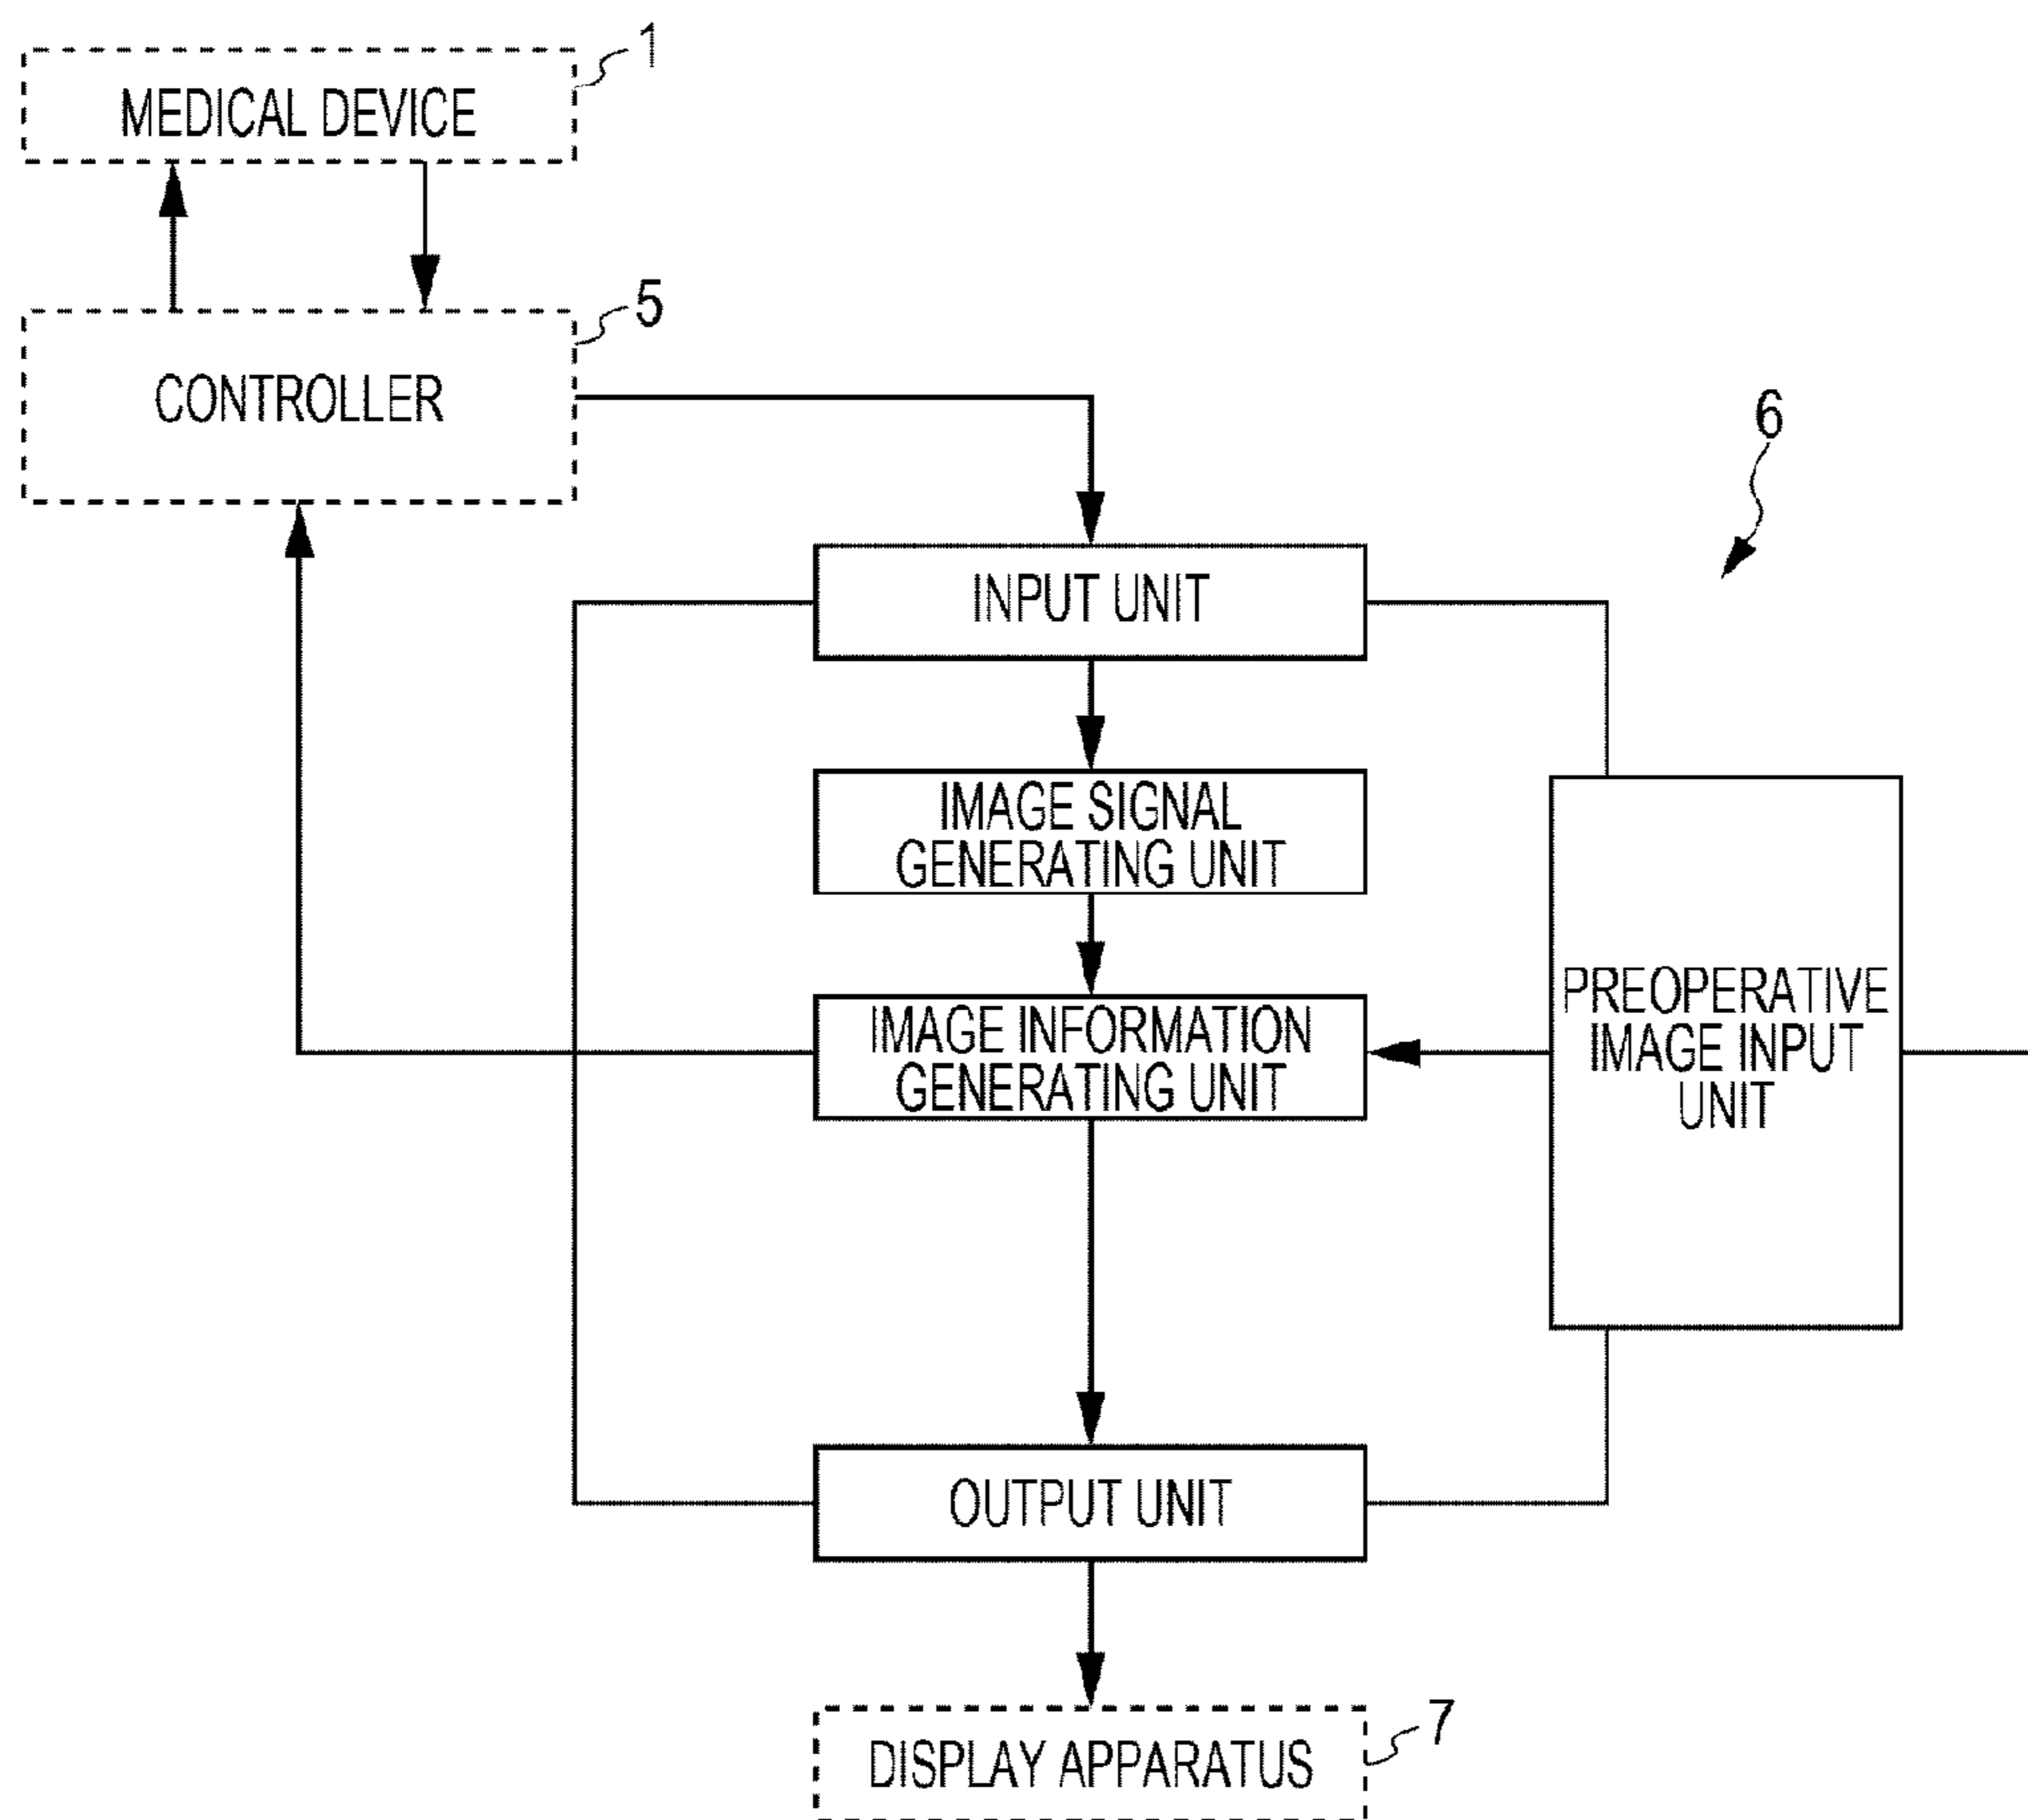 1
MEDICAL DEVICE
5
CONTROLLER
6
INPUT UNIT
IMAGE SIGNAL
GENERATING UNIT
PREOPERATIVE
IMAGE INPUT
UNIT
IMAGE INFORMATION
GENERATING UNIT
OUTPUT UNIT
7
DISPLAY APPARATUS